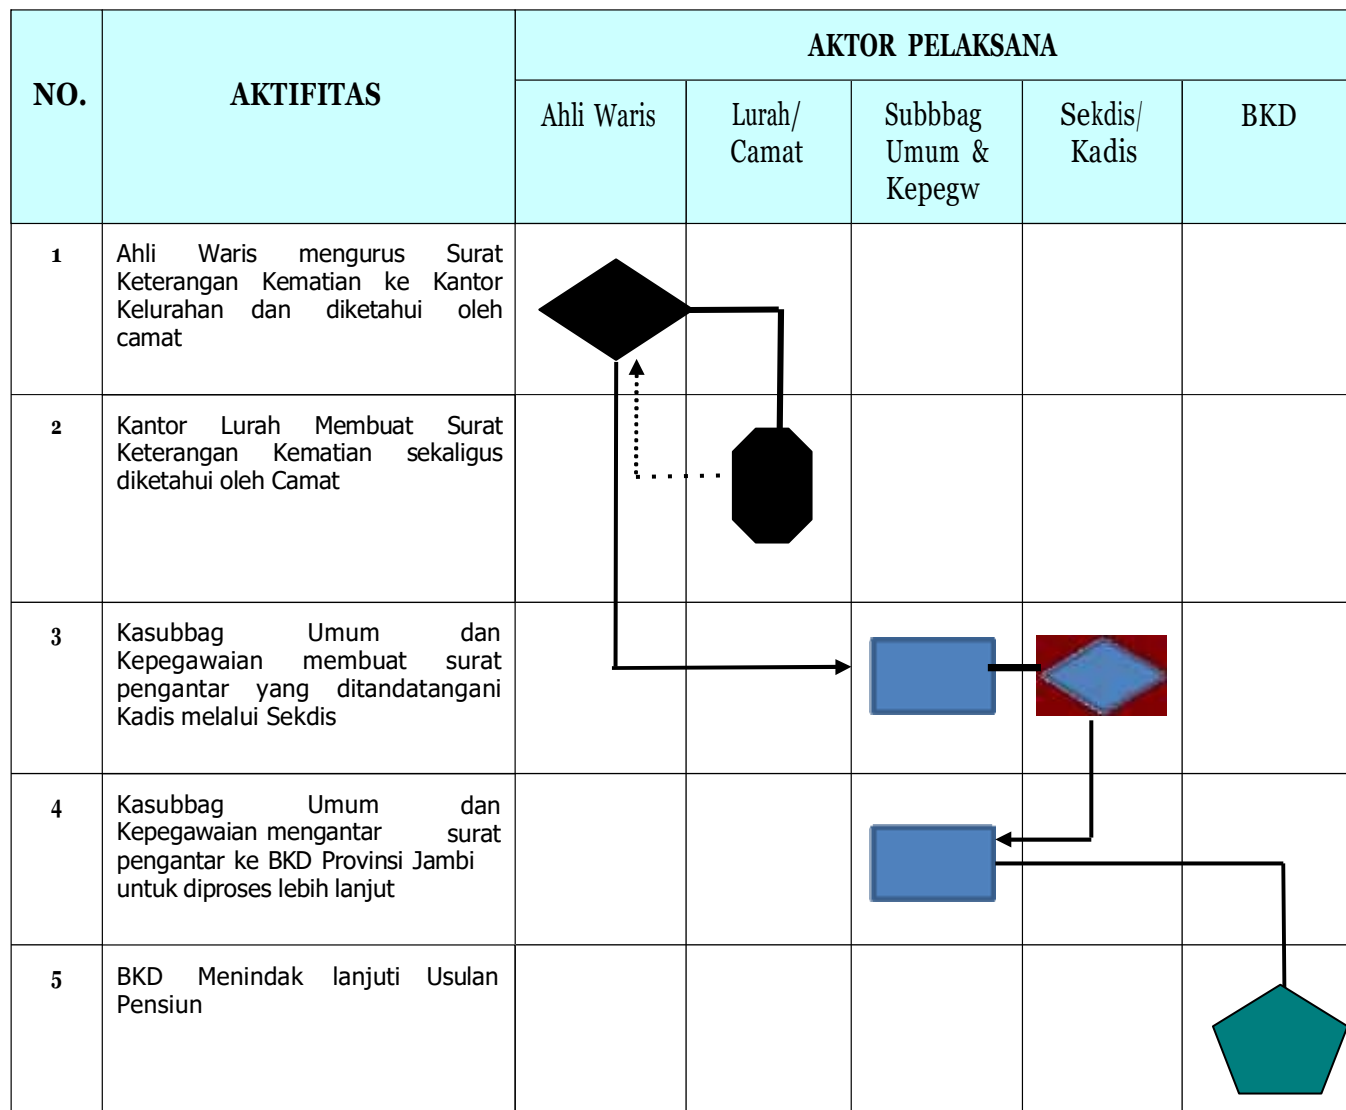 NO.
AKTIFITAS
AKTOR PELAKSANA
Ahli Waris
Lurah/
Camat
Subbbag
Umum &
Kepegw
Sekdis/
Kadis
BKD
1
Ahli Waris mengurus Surat
Keterangan Kematian ke Kantor
Kelurahan dan diketahui oleh
camat
2
Kantor Lurah Membuat Surat
Keterangan Kematian sekaligus
diketahui oleh Camat
3
Kasubbag Umum dan
Kepegawaian membuat surat
pengantar yang ditandatangani
Kadis melalui Sekdis
4
Kasubbag Umum dan
Kepegawaian mengantar surat
pengantar ke BKD Provinsi Jambi
untuk diproses lebih lanjut
5
BKD Menindak lanjuti Usulan
Pensiun